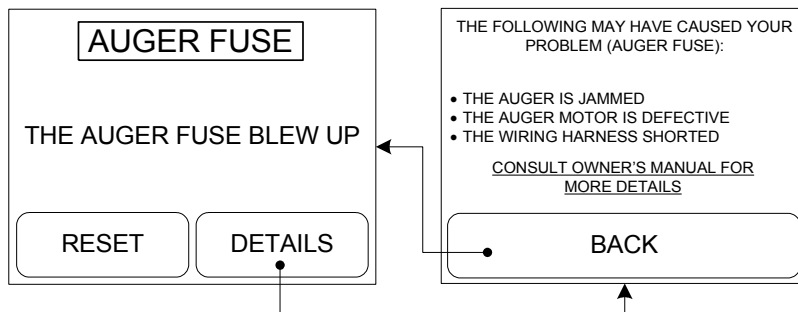 AUGER FUSE
THE AUGER FUSE BLEW UP
RESET
DETAILS
THE FOLLOWING MAY HAVE CAUSED YOUR
PROBLEM (AUGER FUSE):
• THE AUGER IS JAMMED
• THE AUGER MOTOR IS DEFECTIVE
• THE WIRING HARNESS SHORTED
CONSULT OWNER'S MANUAL FOR
MORE DETAILS
BACK